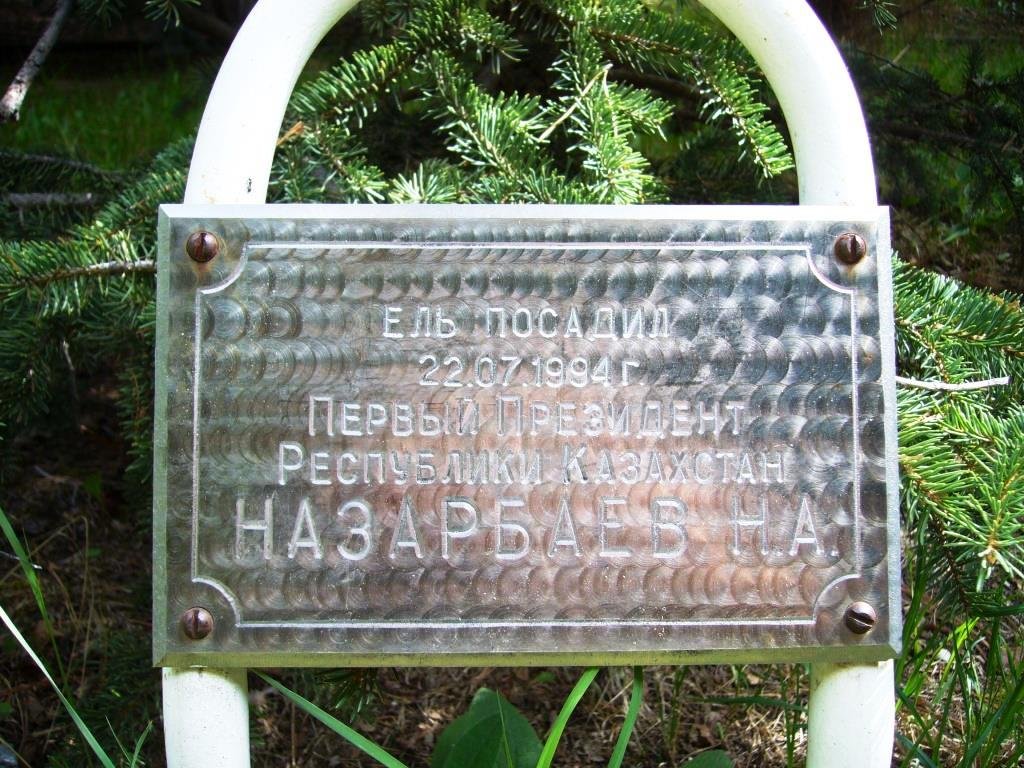 ЕЛЬ ПОСАДИЛ
22.07.1994 г.
ПЕРВЫЙ ПРЕЗИДЕНТ
РЕСПУБЛИКИ КАЗАХСТАН
НАЗАРБАЕВ Н.А.